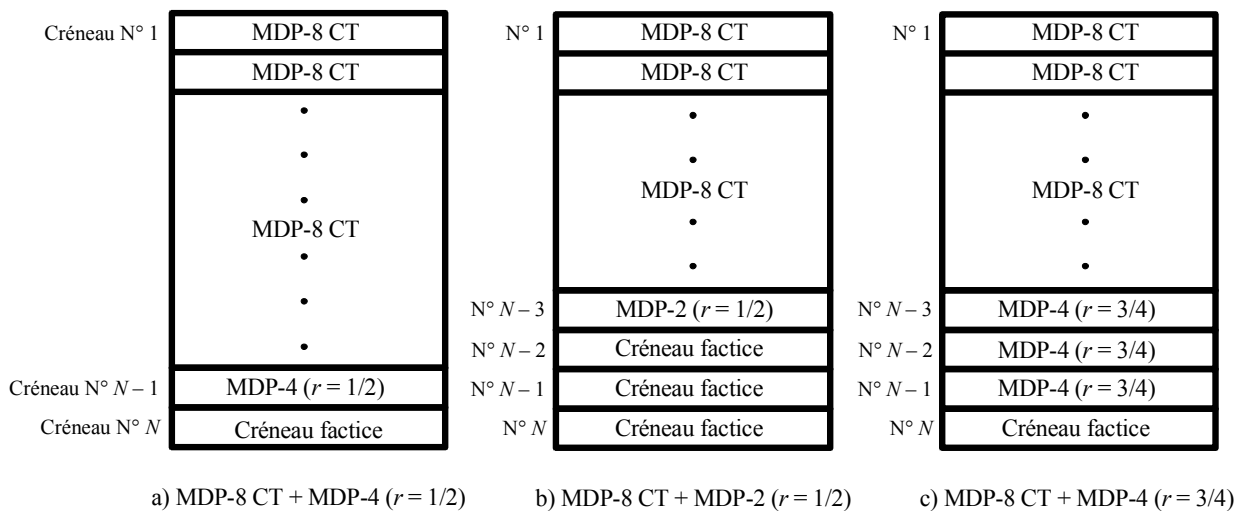 Créneau N° 1
MDP-8 CT
MDP-8 CT
MDP-8 CT
Créneau N° N – 1
MDP-4 (r = 1/2)
Créneau N° N
Créneau factice
a) MDP-8 CT + MDP-4 (r = 1/2)
N° 1
MDP-8 CT
MDP-8 CT
MDP-8 CT
N° N – 3
MDP-2 (r = 1/2)
N° N – 2
Créneau factice
N° N – 1
Créneau factice
N° N
Créneau factice
b) MDP-8 CT + MDP-2 (r = 1/2)
N° 1
MDP-8 CT
MDP-8 CT
MDP-8 CT
N° N – 3
MDP-4 (r = 3/4)
N° N – 2
MDP-4 (r = 3/4)
N° N – 1
MDP-4 (r = 3/4)
N° N
Créneau factice
c) MDP-8 CT + MDP-4 (r = 3/4)